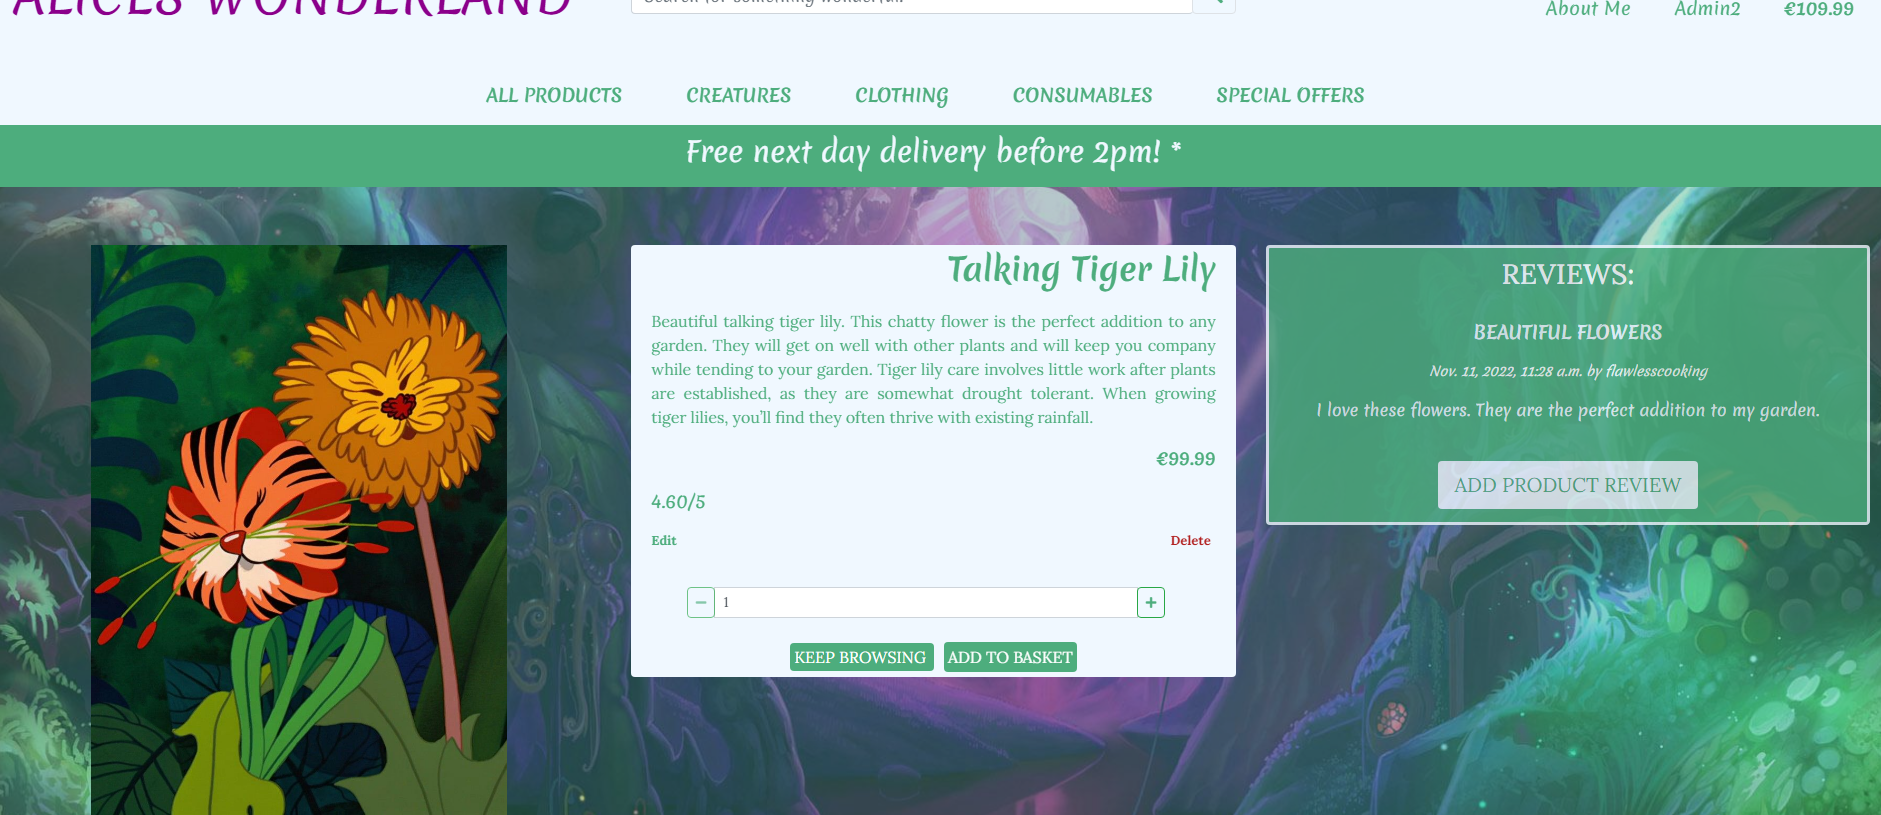 ALICES WONDERLAND
Search for something wonderful!
About Me
Admin2
€109.99
ALL PRODUCTS
CREATURES
CLOTHING
CONSUMABLES
SPECIAL OFFERS
Free next day delivery before 2pm! *
Talking Tiger Lily
Beautiful talking tiger lily. This chatty flower is the perfect addition to any
garden. They will get on well with other plants and will keep you company
while tending to your garden. Tiger lily care involves little work after plants
are established, as they are somewhat drought tolerant. When growing
tiger lilies, you’ll find they often thrive with existing rainfall.
€99.99
4.60/5
Edit
Delete
1
KEEP BROWSING
ADD TO BASKET
REVIEWS:
BEAUTIFUL FLOWERS
Nov. 11, 2022, 11:28 a.m. by flawlesscooking
I love these flowers. They are the perfect addition to my garden.
ADD PRODUCT REVIEW